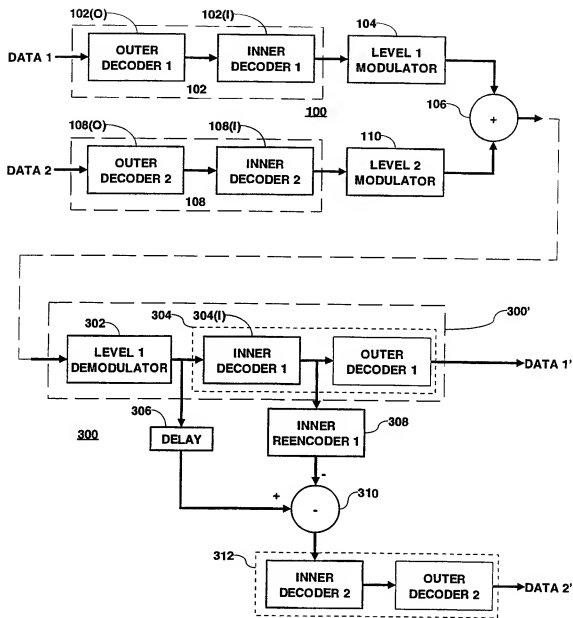 102(O)
102(I)
104
DATA 1
OUTER
DECODER 1
INNER
DECODER 1
LEVEL 1
MODULATOR
102
100
106
+
108(O)
108(I)
110
DATA 2
OUTER
DECODER 2
INNER
DECODER 2
LEVEL 2
MODULATOR
108
302
304
304(I)
300'
LEVEL 1
DEMODULATOR
INNER
DECODER 1
OUTER
DECODER 1
DATA 1'
306
300
DELAY
INNER
REENCODER 1
308
-
+
-
310
312
INNER
DECODER 2
OUTER
DECODER 2
DATA 2'